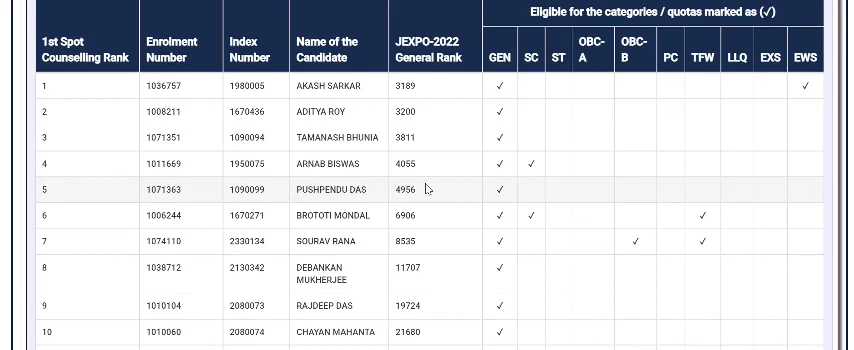 Eligible for the categories / quotas marked as (✓)
1st Spot Counselling Rank Enrolment Number Index Number Name of the Candidate JEXPO-2022 General Rank GEN SC ST OBC-A OBC-B PC TFW LLQ EXS EWS
1 1036757 1980005 AKASH SARKAR 3189 ✓ ✓
2 1008211 1670436 ADITYA ROY 3200 ✓
3 1071351 1090094 TAMANASH BHUNIA 3811 ✓
4 1011669 1950075 ARNAB BISWAS 4055 ✓ ✓
5 1071363 1090099 PUSHPENDU DAS 4956 ✓
6 1006244 1670271 BROTOTI MONDAL 6906 ✓ ✓ ✓
7 1074110 2330134 SOURAV RANA 8535 ✓ ✓ ✓
8 1038712 2130342 DEBANKAN MUKHERJEE 11707 ✓
9 1010104 2080073 RAJDEEP DAS 19724 ✓
10 1010060 2080074 CHAYAN MAHANTA 21680 ✓